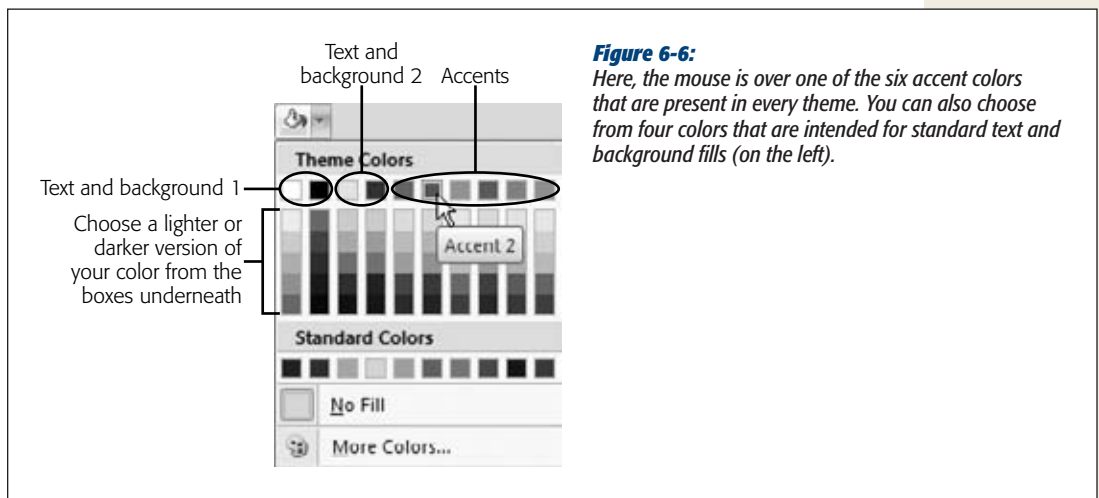 Text and
background 2
Accents
Figure 6-6:
Here, the mouse is over one of the six accent colors
that are present in every theme. You can also choose
from four colors that are intended for standard text and
background fills (on the left).
Theme Colors
Text and background 1
Choose a lighter or
darker version of
your color from the
boxes underneath
Accent 2
Standard Colors
No Fill
More Colors...